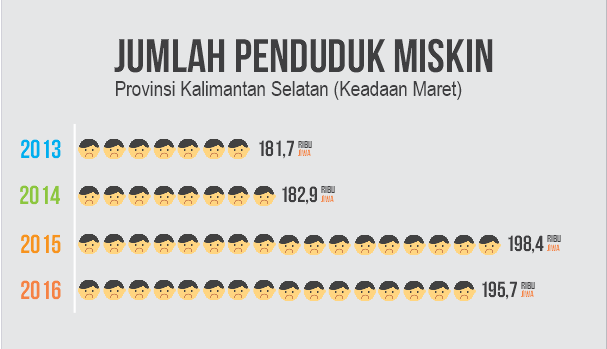 JUMLAH PENDUDUK MISKIN
Provinsi Kalimantan Selatan (Keadaan Maret)
2013 181,7 RIBU JIWA
2014 182,9 RIBU JIWA
2015 198,4 RIBU JIWA
2016 195,7 RIBU JIWA